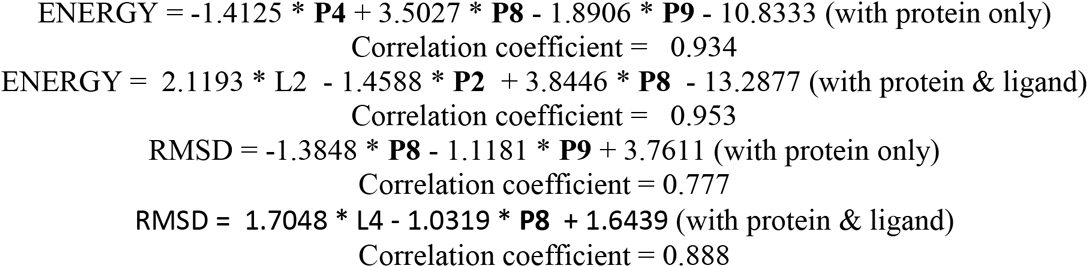 ENERGY = -1.4125 * P4 + 3.5027 * P8 - 1.8906 * P9 - 10.8333 (with protein only)
Correlation coefficient = 0.934
ENERGY = 2.1193 * L2 - 1.4588 * P2 + 3.8446 * P8 - 13.2877 (with protein & ligand)
Correlation coefficient = 0.953
RMSD = -1.3848 * P8 - 1.1181 * P9 + 3.7611 (with protein only)
Correlation coefficient = 0.777
RMSD = 1.7048 * L4 - 1.0319 * P8 + 1.6439 (with protein & ligand)
Correlation coefficient = 0.888